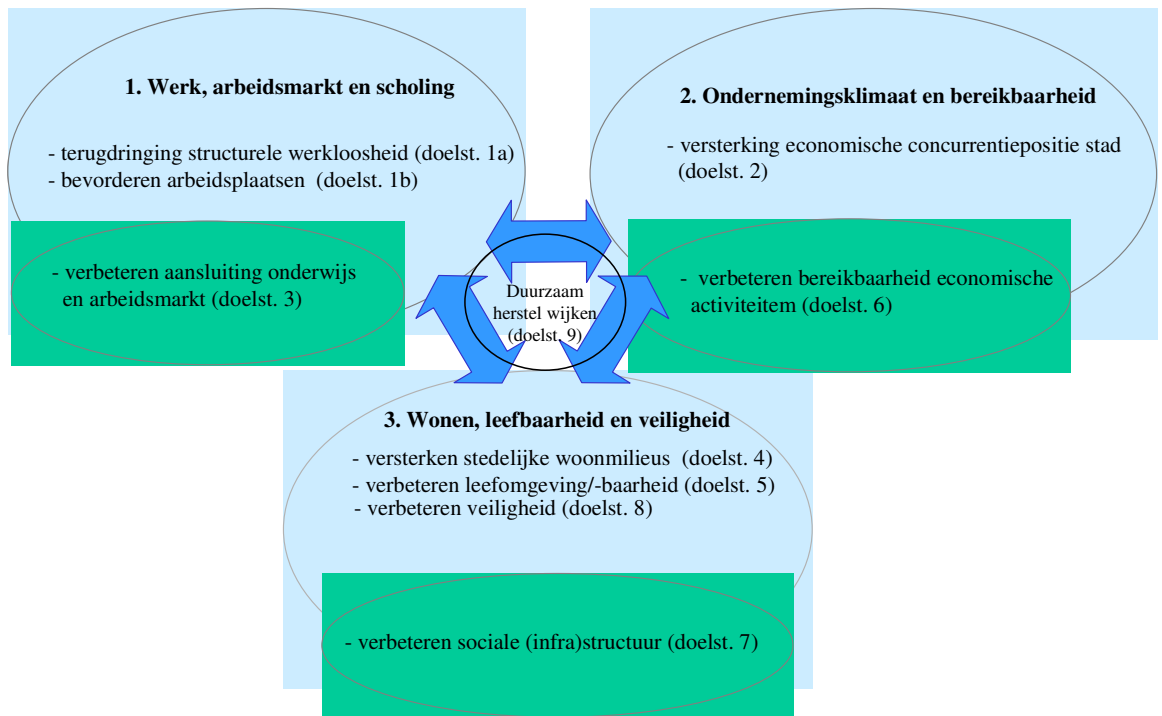 1. Werk, arbeidsmarkt en scholing
- terugdringing structurele werkloosheid (doelst. 1a)
- bevorderen arbeidsplaatsen (doelst. 1b)
- verbeteren aansluiting onderwijs
en arbeidsmarkt (doelst. 3)
2. Ondernemingsklimaat en bereikbaarheid
- versterking economische concurrentiepositie stad
(doelst. 2)
- verbeteren bereikbaarheid economische
activiteitem (doelst. 6)
Duurzaam
herstel wijken
(doelst. 9)
3. Wonen, leefbaarheid en veiligheid
- versterken stedelijke woonmilieus (doelst. 4)
- verbeteren leefomgeving/-baarheid (doelst. 5)
- verbeteren veiligheid (doelst. 8)
- verbeteren sociale (infra)structuur (doelst. 7)